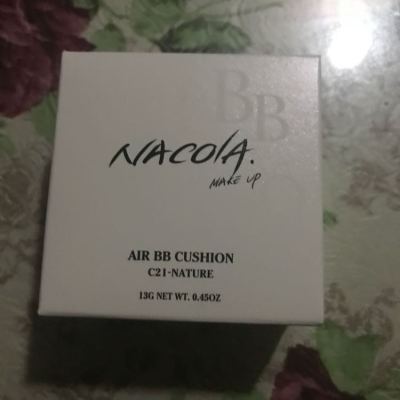 BB
NACOlA.
MAKE UP
AIR BB CUSHION
C21-NATURE
13G NET WT. 0.45OZ